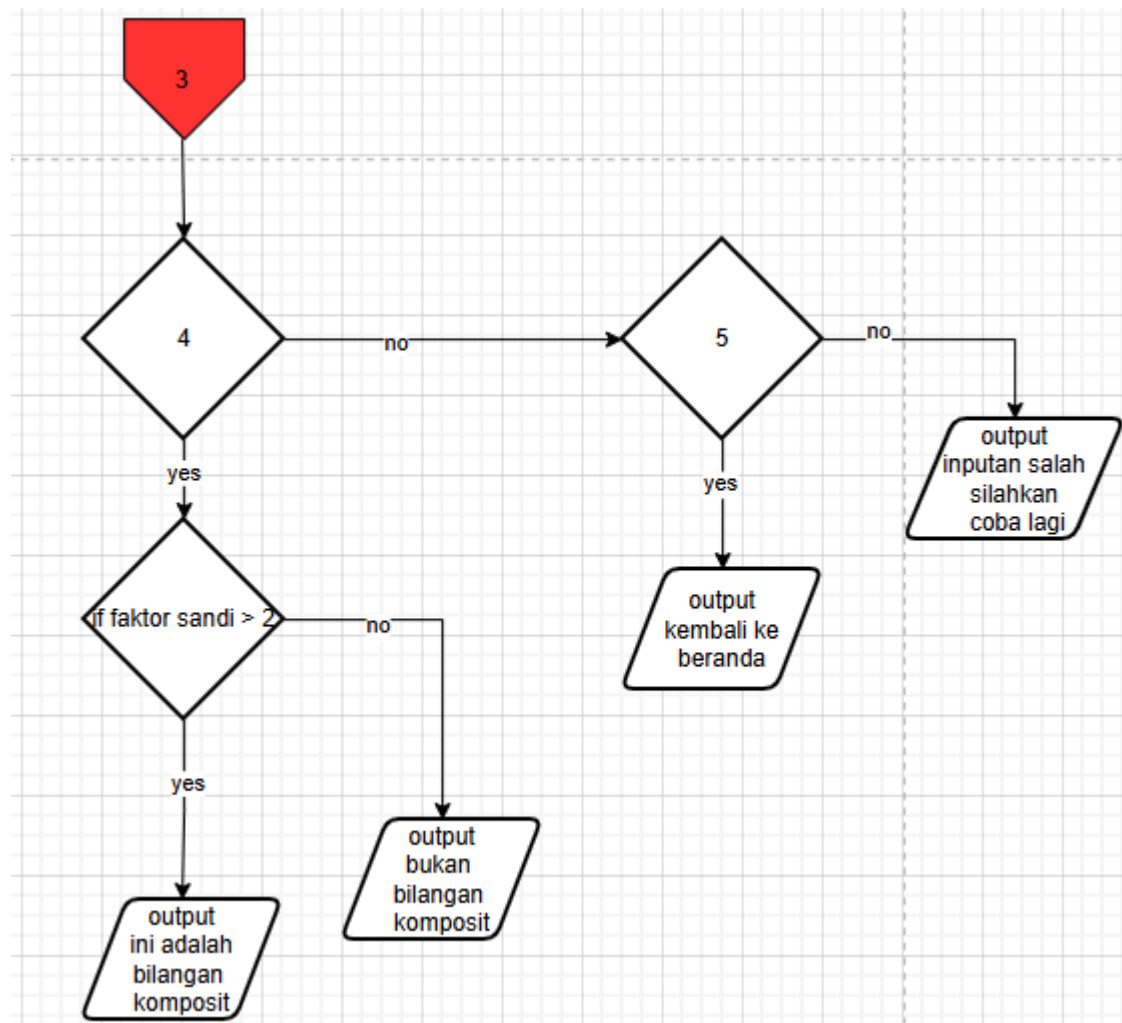 3
4
no
5
no
yes
yes
output
inputan salah
silahkan
coba lagi
if faktor sandi > 2
no
output
kembali ke
beranda
yes
output
bukan
bilangan
komposit
output
ini adalah
bilangan
komposit